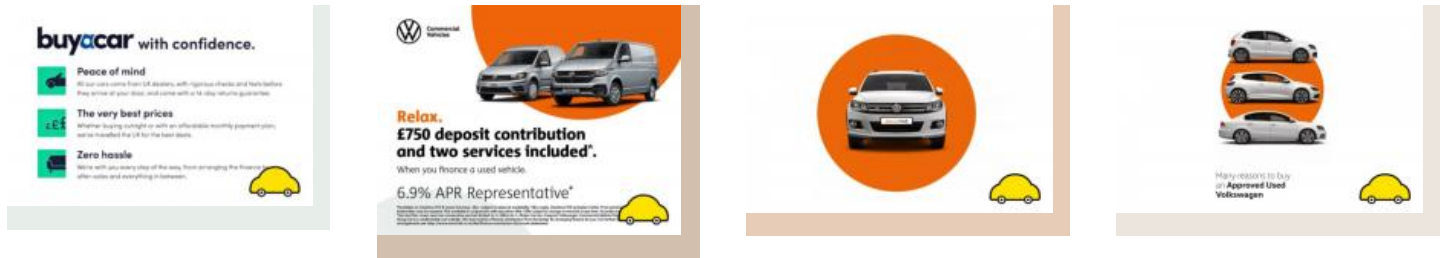 buyacar with confidence.
Peace of mind
All our cars come from UK dealers, with rigorous checks and tests before
they arrive at your door, and come with a 14 day returns guarantee.
The very best prices
Whether buying outright or with an affordable monthly payment plan,
we've travelled the UK for the best deals.
Zero hassle
We're with you every step of the way, from arranging the finance to
after-sales and everything in between.
Commercial
Vehicles
Relax.
£750 deposit contribution
and two services included*.
When you finance a used vehicle.
6.9% APR Representative*
Many reasons to buy
an Approved Used
Volkswagen